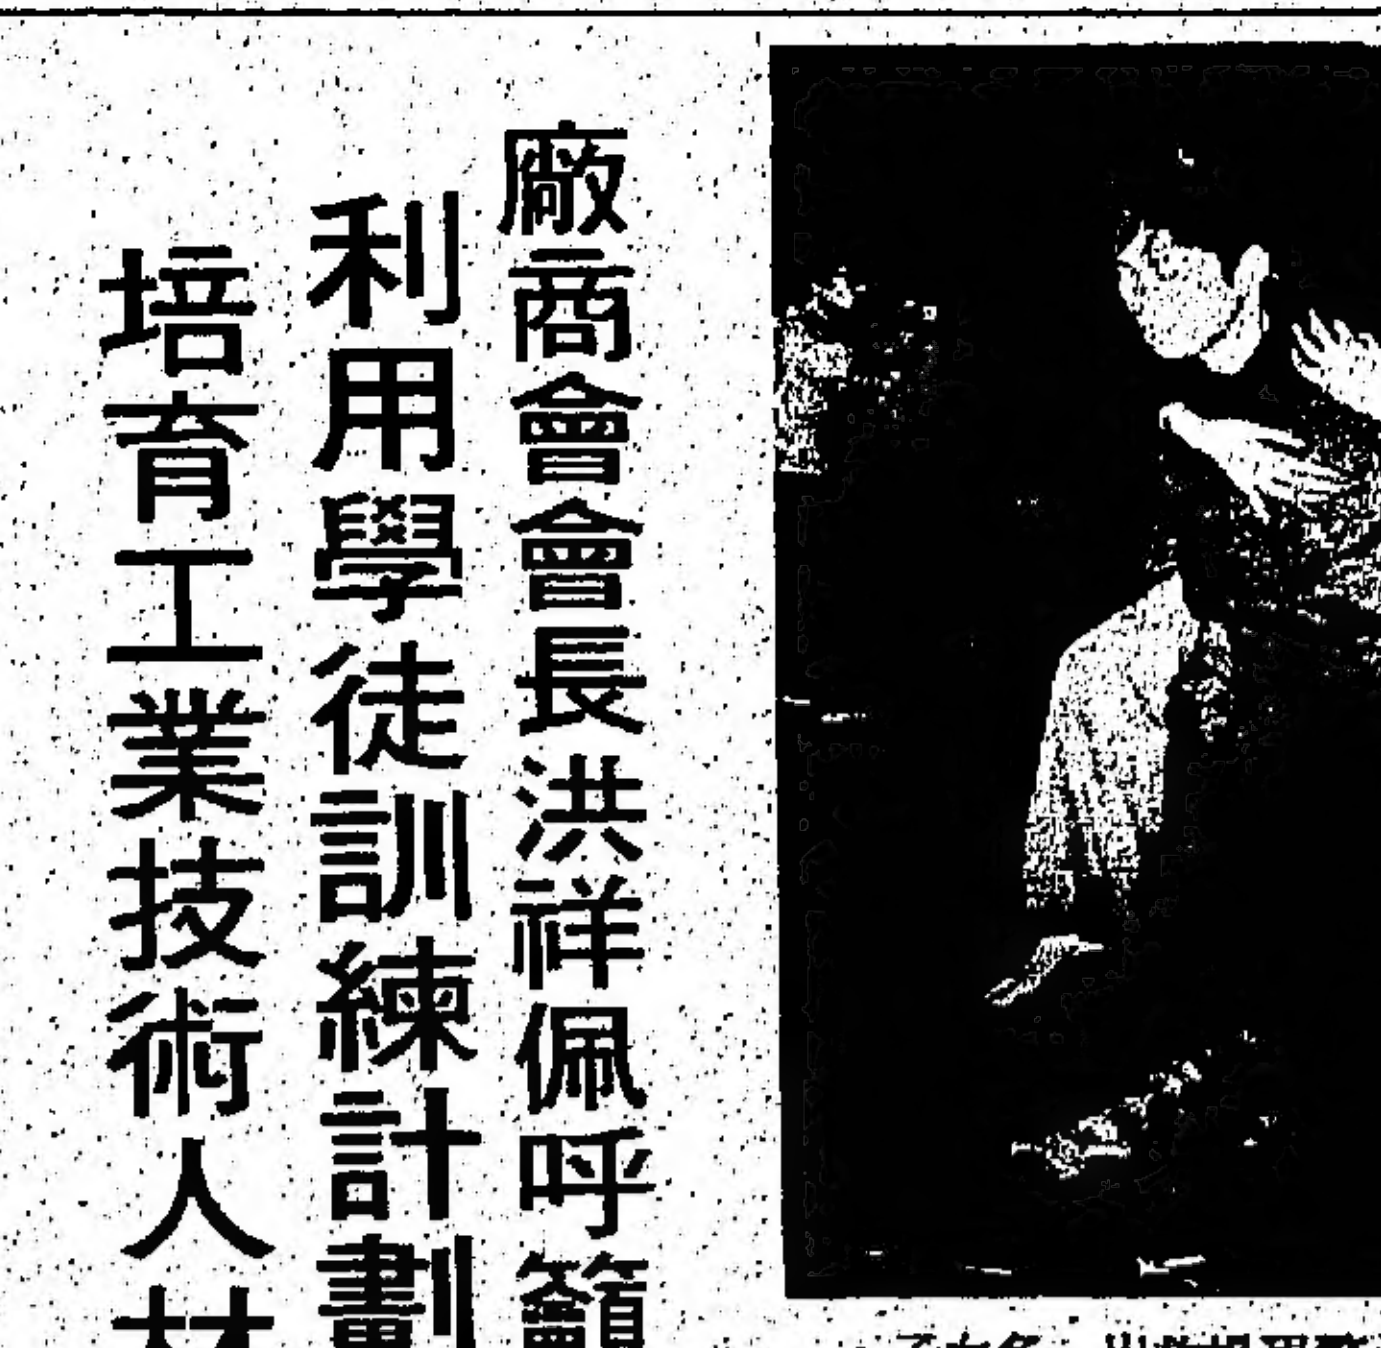 廠商會會長洪祥佩呼籲
利用學徒訓練計劃
培育工業技術人材